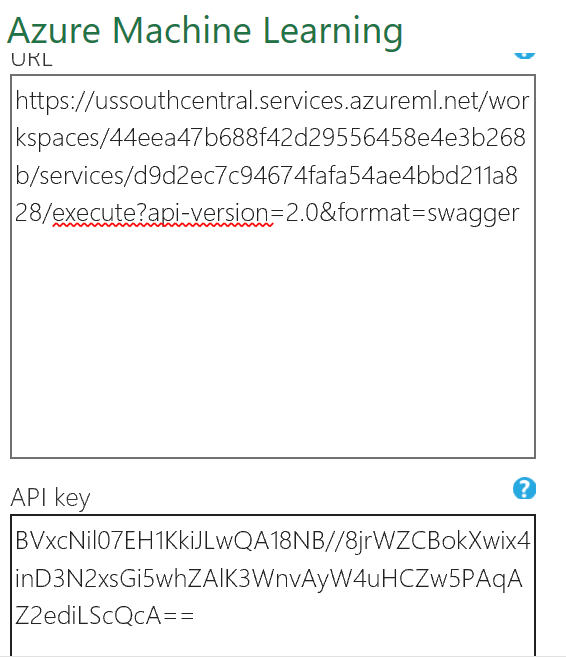 Azure Machine Learning
URL
https://ussouthcentral.services.azureml.net/wor
kspaces/44eea47b688f42d29556458e4e3b268
b/services/d9d2ec7c94674fafa54ae4bbd211a8
28/execute?api-version=2.0&format=swagger
API key
?
BVxcNil07EH1KkiJLwQA18NB//8jrWZCBokXwix4
inD3N2xsGi5whZAlK3WnvAyW4uHCZw5PAqA
Z2ediLScQcA==